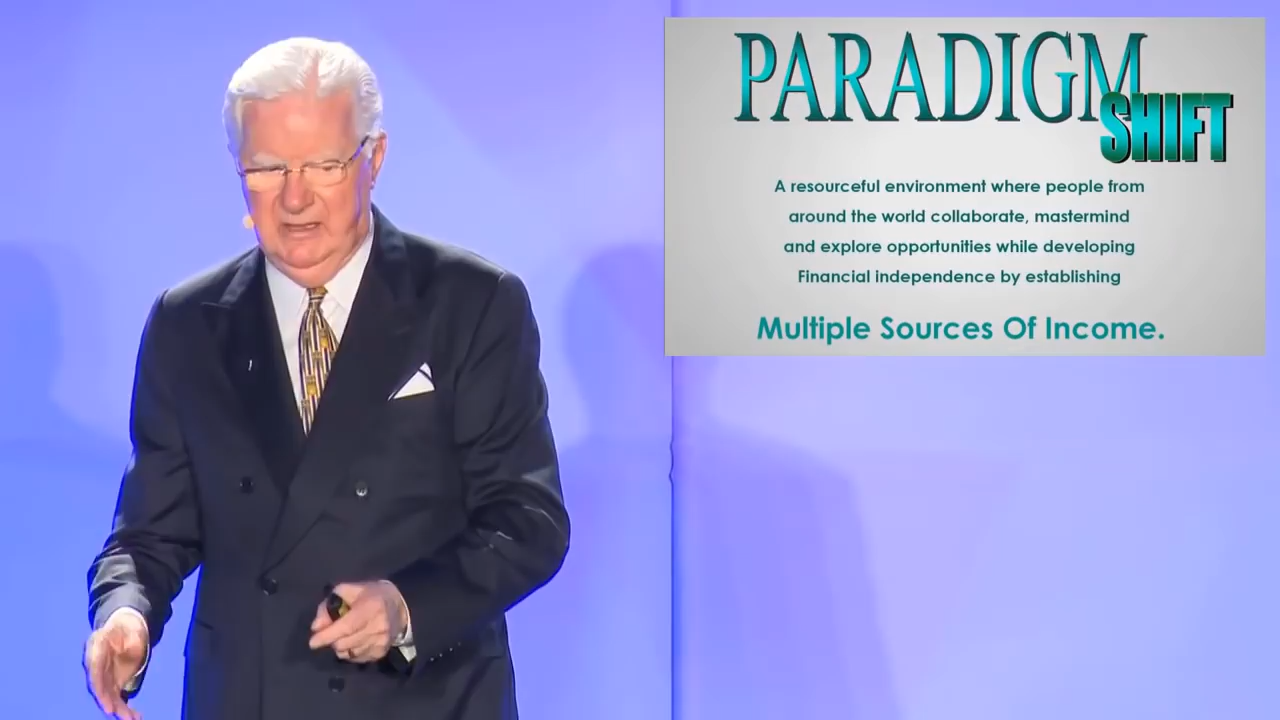 PARADIGM
SHIFT
A resourceful environment where people from
around the world collaborate, mastermind
and explore opportunities while developing
Financial independence by establishing
Multiple Sources Of Income.